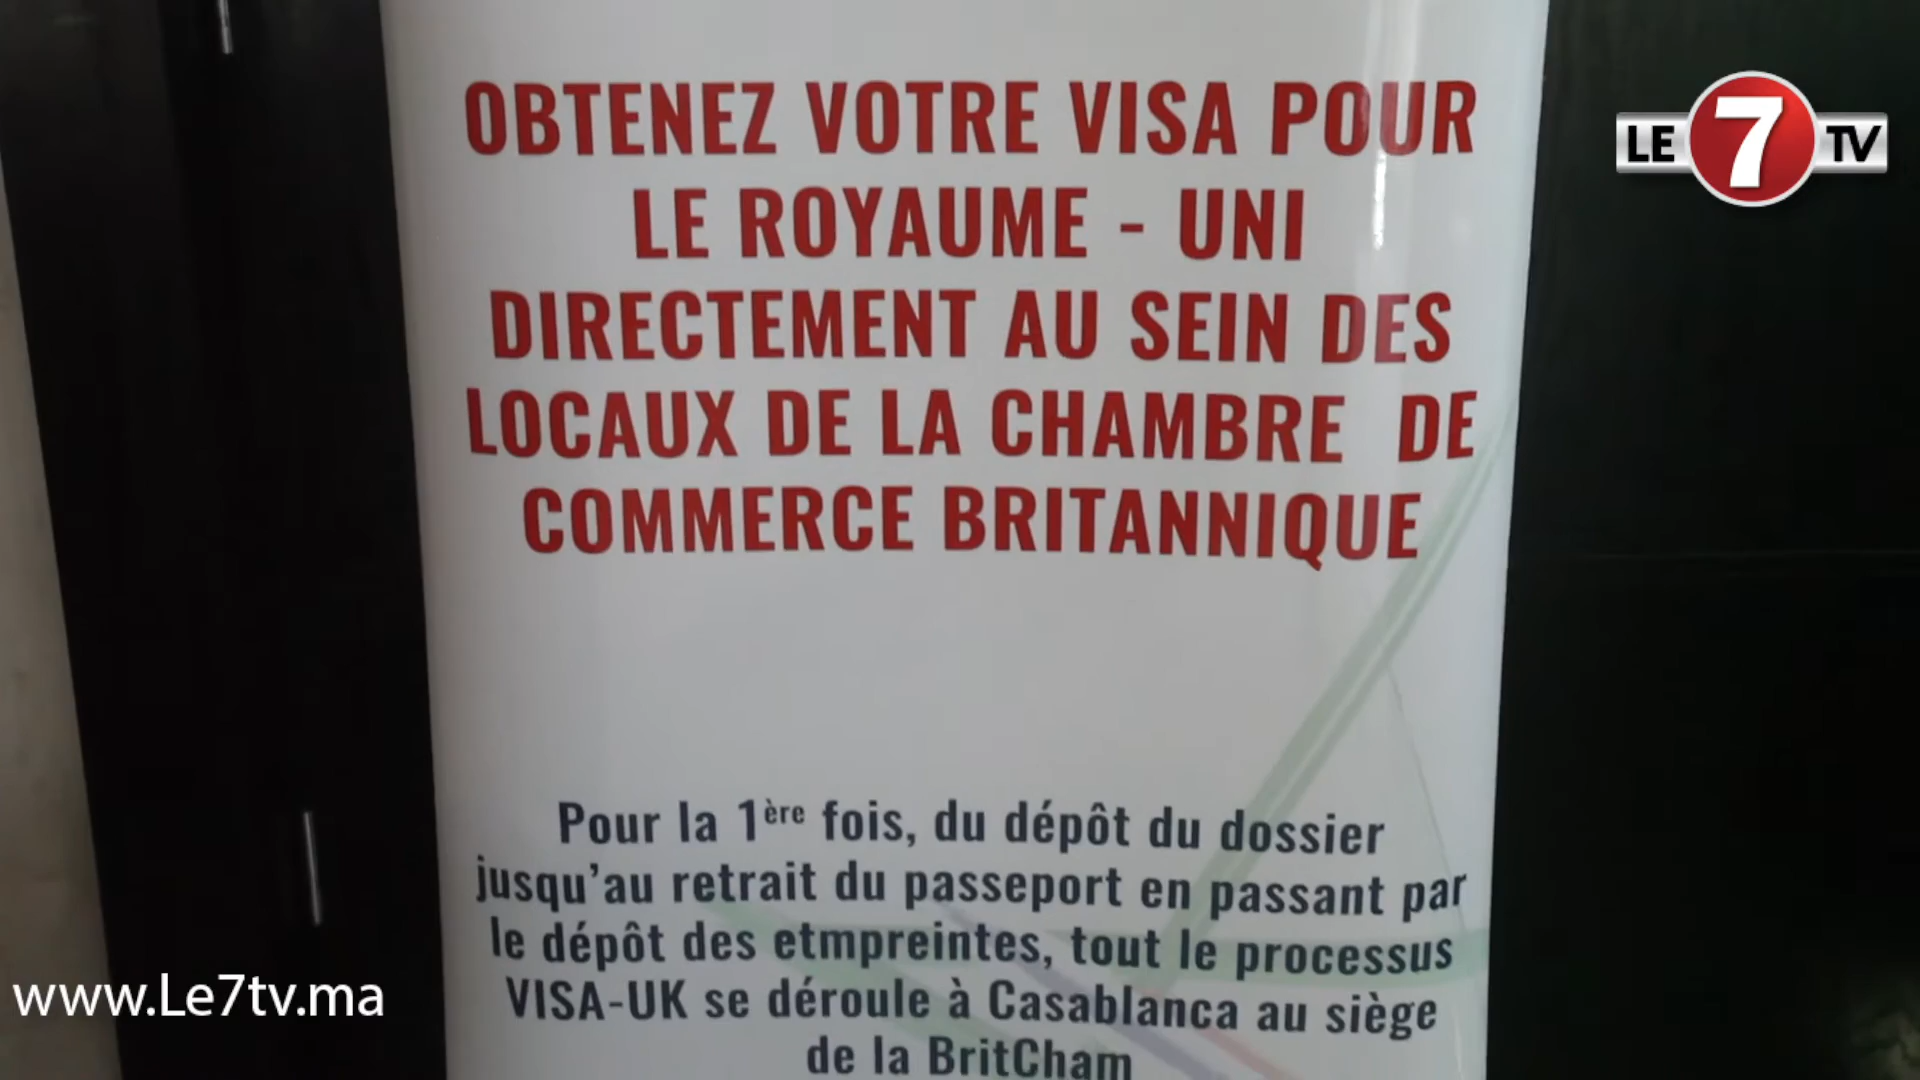 OBTENEZ VOTRE VISA POUR
LE ROYAUME - UNI
DIRECTEMENT AU SEIN DES
LOCAUX DE LA CHAMBRE DE
COMMERCE BRITANNIQUE
Pour la 1ère fois, du dépôt du dossier
jusqu'au retrait du passeport en passant par
le dépôt des etmpreintes, tout le processus
VISA-UK se déroule à Casablanca au siège
de la BritCham
LE 7 TV
www.Le7tv.ma